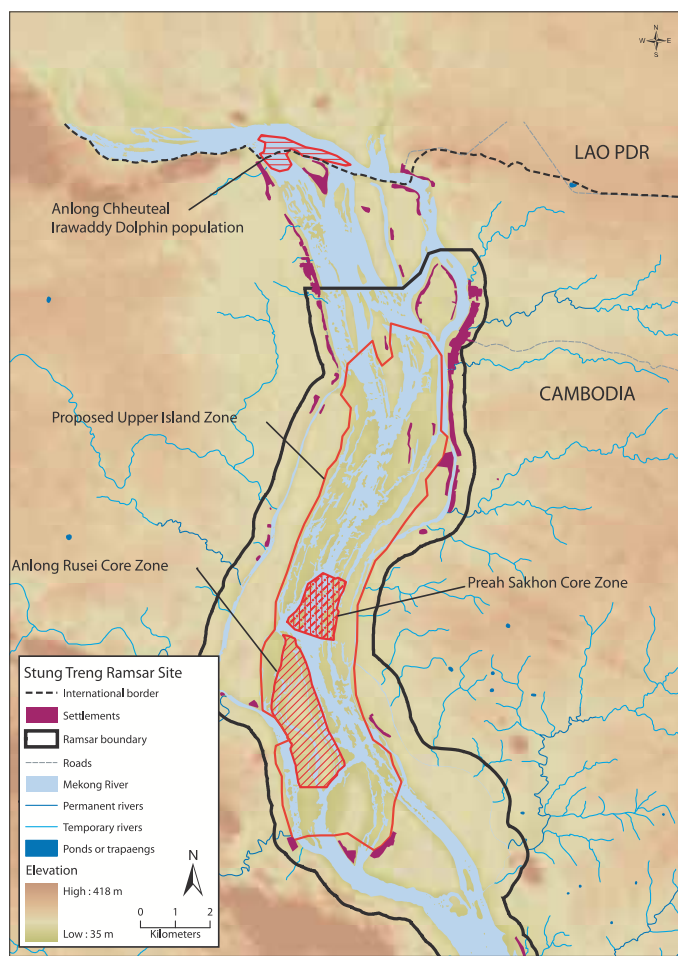 N
W E
S
LAO PDR
Anlong Chheuteal
Irawaddy Dolphin population
CAMBODIA
Proposed Upper Island Zone
Anlong Rusei Core Zone
Preah Sakhon Core Zone
Stung Treng Ramsar Site
International border
Settlements
Ramsar boundary
Roads
Mekong River
Permanent rivers
Temporary rivers
Ponds or trapaengs
Elevation
High : 418 m
Low : 35 m
N
0 1 2
Kilometers